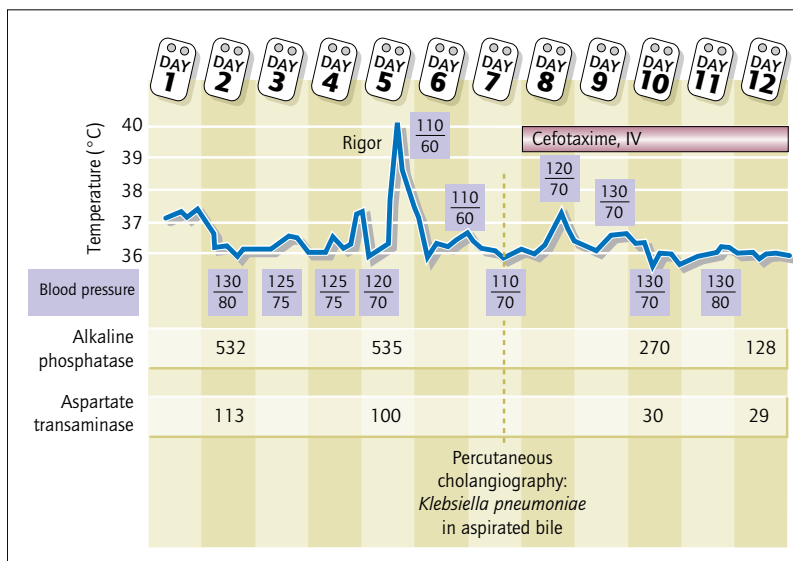 DAY 1 DAY 2 DAY 3 DAY 4 DAY 5 DAY 6 DAY 7 DAY 8 DAY 9 DAY 10 DAY 11 DAY 12
Temperature (°C)
40
39
38
37
36
Rigor
110/60
Cefotaxime, IV
120/70
110/60
130/70
Blood pressure
130/80 125/75 125/75 120/70 110/70 130/70 130/80
Alkaline
phosphatase
532 535 270 128
Aspartate
transaminase
113 100 30 29
Percutaneous
cholangiography:
Klebsiella pneumoniae
in aspirated bile